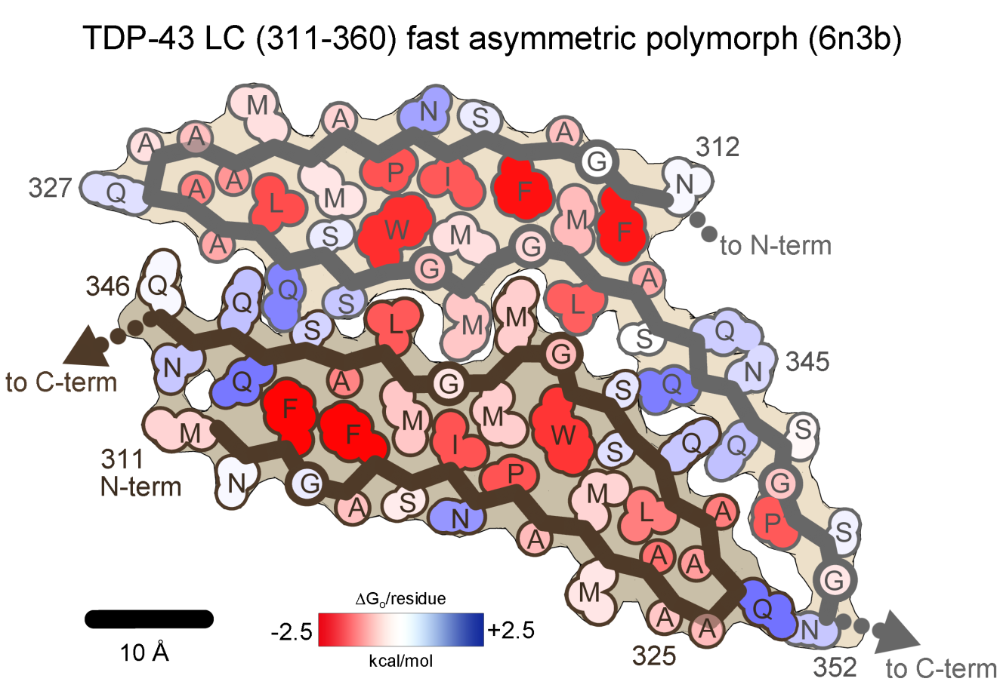 TDP-43 LC (311-360) fast asymmetric polymorph (6n3b)
M A N S A
A A G 312
N
327 Q A A L M P I F M F
S W M G
A G to N-term
346 Q Q Q S L M M L A
S G S Q
N Q A G N 345
to C-term
F F M I M W S Q
M S Q Q S
311
N-term
N G A S N P M L A G P S
A A A G
M A A Q N
325
352
to C-term
10 Å
ΔG₀/residue
-2.5 +2.5
kcal/mol